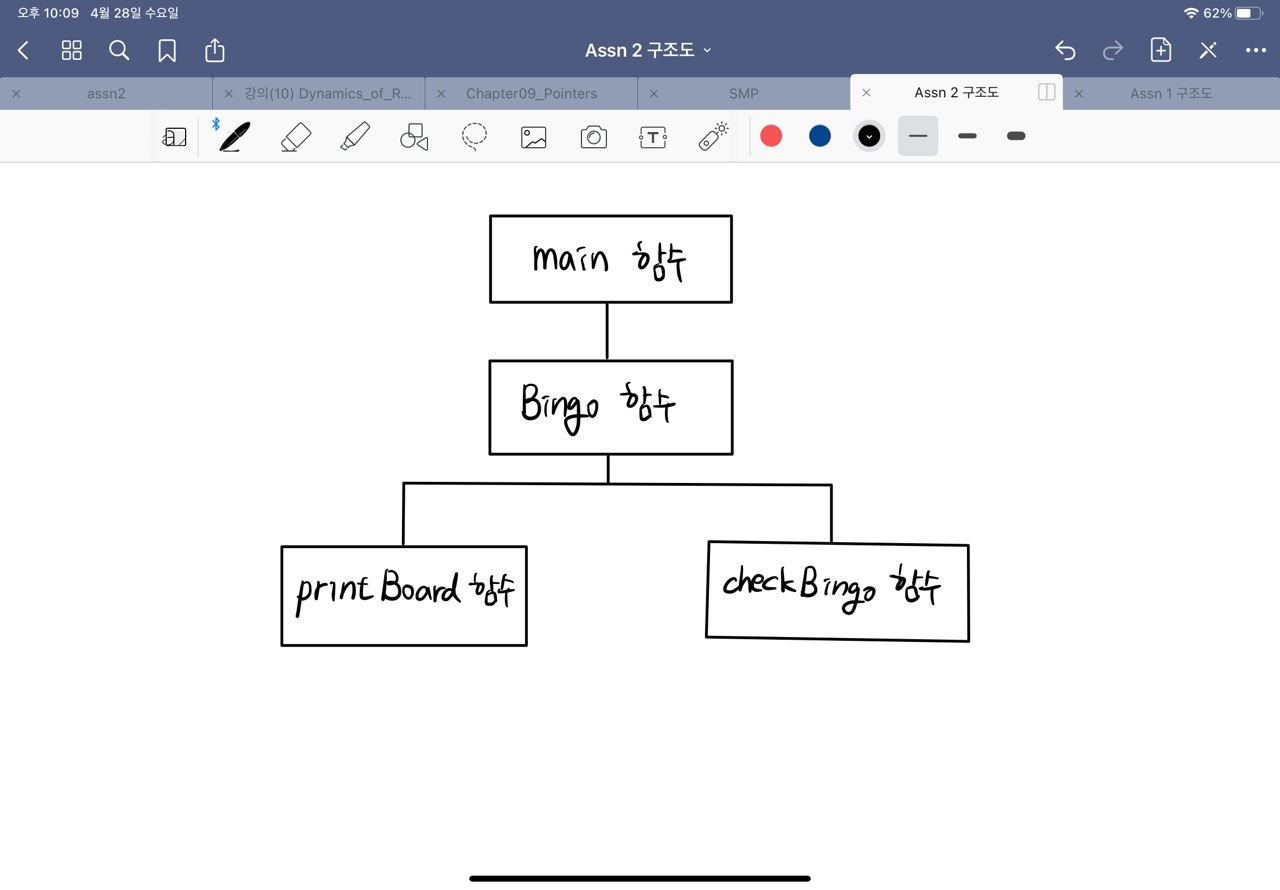 오후 10:09 4월 28일 수요일
62%
Assn 2 구조도
assn2
강의(10) Dynamics_of_R...
Chapter09_Pointers
SMP
Assn 2 구조도
Assn 1 구조도
T
main 함수
Bingo 함수
printBoard 함수
checkBingo 함수